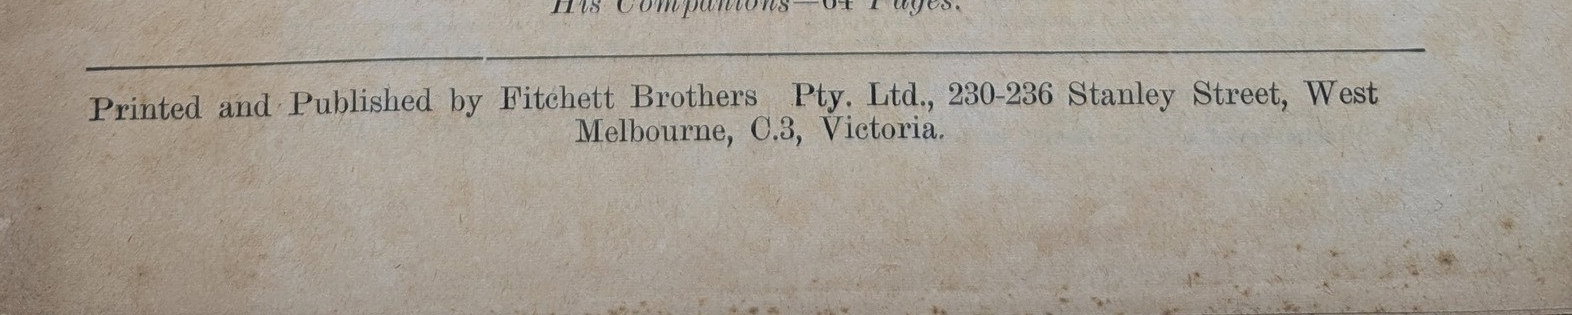 His Companions—64 Pages.
Printed and Published by Fitchett Brothers Pty. Ltd., 230-236 Stanley Street, West
Melbourne, C.3, Victoria.